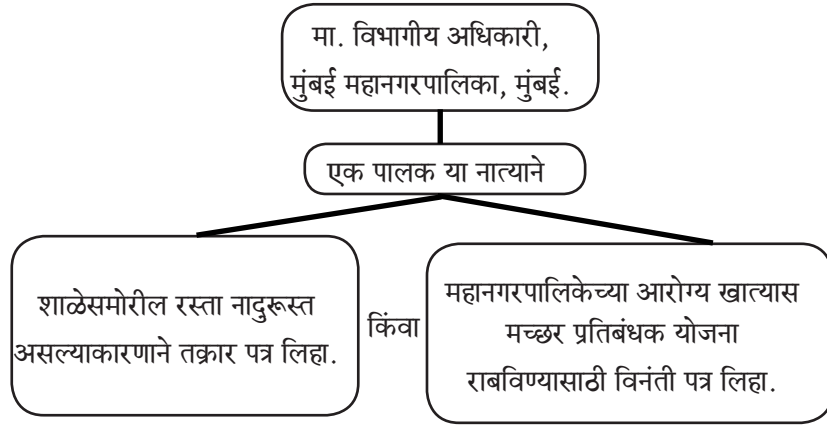 मा. विभागीय अधिकारी,
मुंबई महानगरपालिका, मुंबई.
एक पालक या नात्याने
शाळेसमोरील रस्ता नादुरूस्त
असल्याकारणाने तक्रार पत्र लिहा.
किंवा
महानगरपालिकेच्या आरोग्य खात्यास
मच्छर प्रतिबंधक योजना
राबविण्यासाठी विनंती पत्र लिहा.